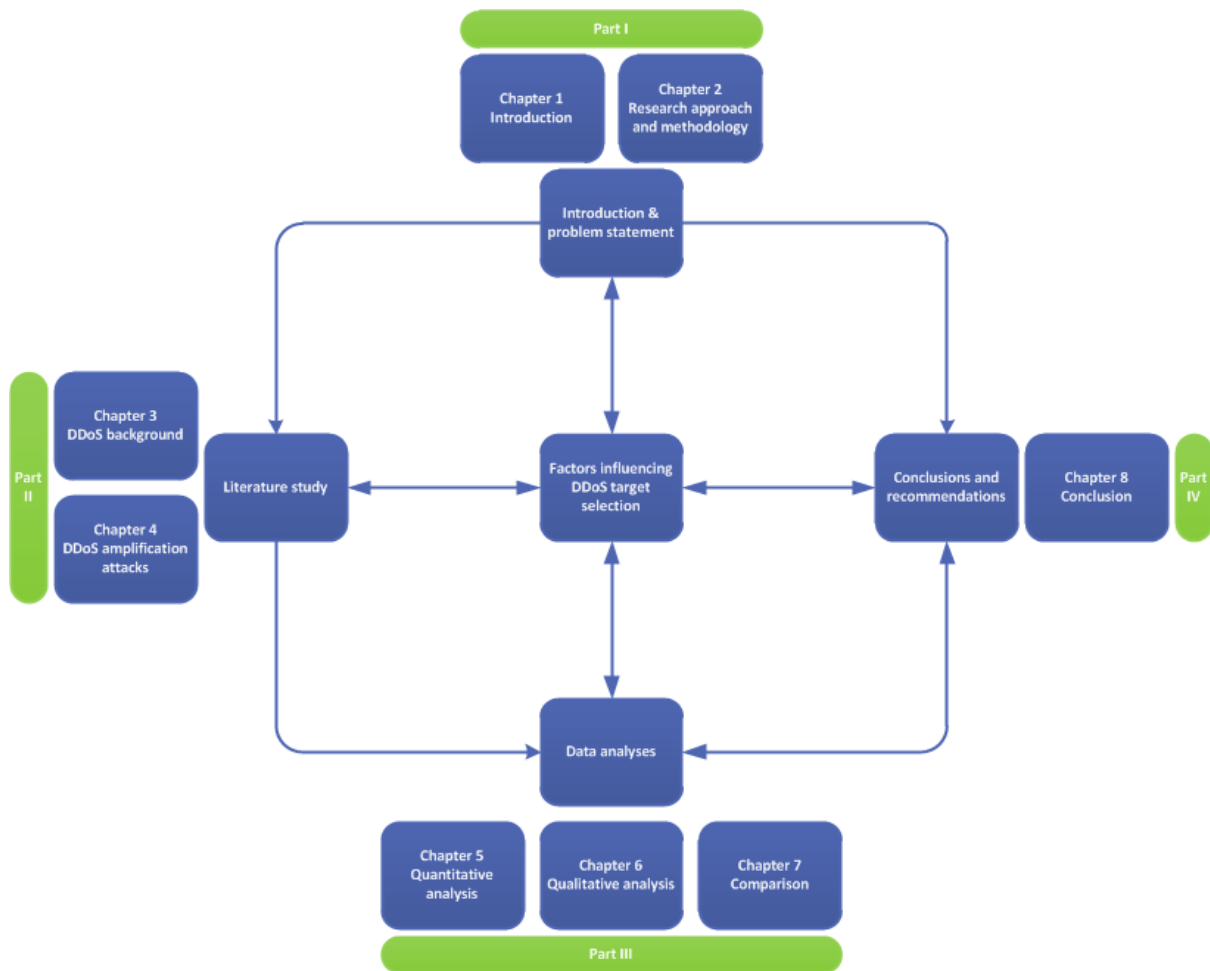 Part I
Chapter 1
Introduction
Chapter 2
Research approach
and methodology
Introduction &
problem statement
Part
II
Chapter 3
DDoS background
Chapter 4
DDoS amplification
attacks
Literature study
Factors influencing
DDoS target
selection
Conclusions and
recommendations
Chapter 8
Conclusion
Part
IV
Data analyses
Chapter 5
Quantitative
analysis
Chapter 6
Qualitative analysis
Chapter 7
Comparison
Part III